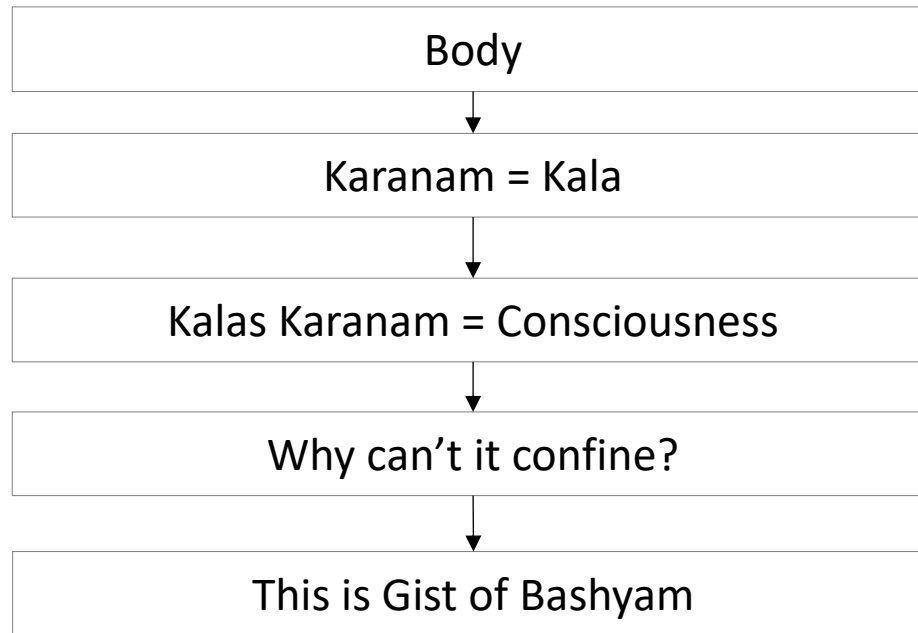 Body
Karanam = Kala
Kalas Karanam = Consciousness
Why can’t it confine?
This is Gist of Bashyam